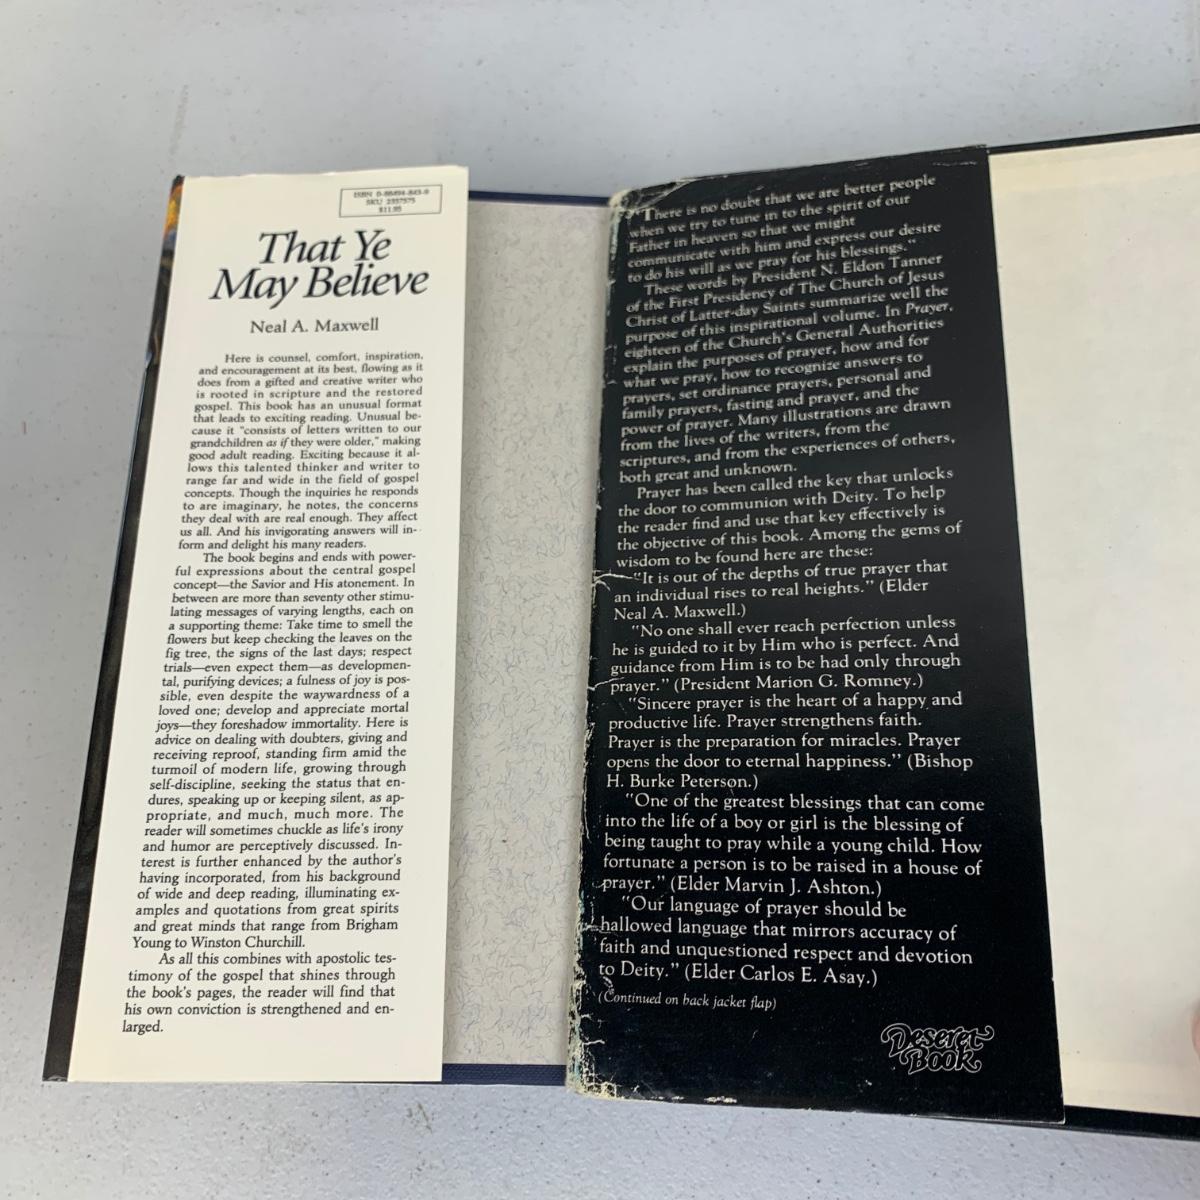 ISBN 0-88494-843-9
SKU 2337575
$11.95
That Ye
May Believe
Neal A. Maxwell
Here is counsel, comfort, inspiration,
and encouragement at its best, flowing as it
does from a gifted and creative writer who
is rooted in scripture and the restored
gospel. This book has an unusual format
that leads to exciting reading. Unusual be-
cause it "consists of letters written to our
grandchildren as if they were older," making
good adult reading. Exciting because it al-
lows this talented thinker and writer to
range far and wide in the field of gospel
concepts. Though the inquiries he responds
to are imaginary, he notes, the concerns
they deal with are real enough. They affect
us all. And his invigorating answers will in-
form and delight his many readers.
The book begins and ends with power-
ful expressions about the central gospel
concept—the Savior and His atonement. In
between are more than seventy other stimu-
lating messages of varying lengths, each on
a supporting theme: Take time to smell the
flowers but keep checking the leaves on the
fig tree, the signs of the last days; respect
trials—even expect them—as developmen-
tal, purifying devices; a fulness of joy is pos-
sible, even despite the waywardness of a
loved one; develop and appreciate mortal
joys—they foreshadow immortality. Here is
advice on dealing with doubters, giving and
receiving reproof, standing firm amid the
turmoil of modern life, growing through
self-discipline, seeking the status that en-
dures, speaking up or keeping silent, as ap-
propriate, and much, much more. The
reader will sometimes chuckle as life's irony
and humor are perceptively discussed. In-
terest is further enhanced by the author's
having incorporated, from his background
of wide and deep reading, illuminating ex-
amples and quotations from great spirits
and great minds that range from Brigham
Young to Winston Churchill.
As all this combines with apostolic tes-
timony of the gospel that shines through
the book's pages, the reader will find that
his own conviction is strengthened and en-
larged.
"There is no doubt that we are better people
when we try to tune in to the spirit of our
Father in heaven so that we might
communicate with him and express our desire
to do his will as we pray for his blessings."
These words by President N. Eldon Tanner
of the First Presidency of The Church of Jesus
Christ of Latter-day Saints summarize well the
purpose of this inspirational volume. In Prayer,
eighteen of the Church's General Authorities
explain the purposes of prayer, how and for
what we pray, how to recognize answers to
prayers, set ordinance prayers, personal and
family prayers, fasting and prayer, and the
power of prayer. Many illustrations are drawn
from the lives of the writers, from the
scriptures, and from the experiences of others,
both great and unknown.
Prayer has been called the key that unlocks
the door to communion with Deity. To help
the reader find and use that key effectively is
the objective of this book. Among the gems of
wisdom to be found here are these:
"It is out of the depths of true prayer that
an individual rises to real heights." (Elder
Neal A. Maxwell.)
"No one shall ever reach perfection unless
he is guided to it by Him who is perfect. And
guidance from Him is to be had only through
prayer." (President Marion G. Romney.)
"Sincere prayer is the heart of a happy and
productive life. Prayer strengthens faith.
Prayer is the preparation for miracles. Prayer
opens the door to eternal happiness." (Bishop
H. Burke Peterson.)
"One of the greatest blessings that can come
into the life of a boy or girl is the blessing of
being taught to pray while a young child. How
fortunate a person is to be raised in a house of
prayer." (Elder Marvin J. Ashton.)
"Our language of prayer should be
hallowed language that mirrors accuracy of
faith and unquestioned respect and devotion
to Deity." (Elder Carlos E. Asay.)
(Continued on back jacket flap)
Deseret
Book